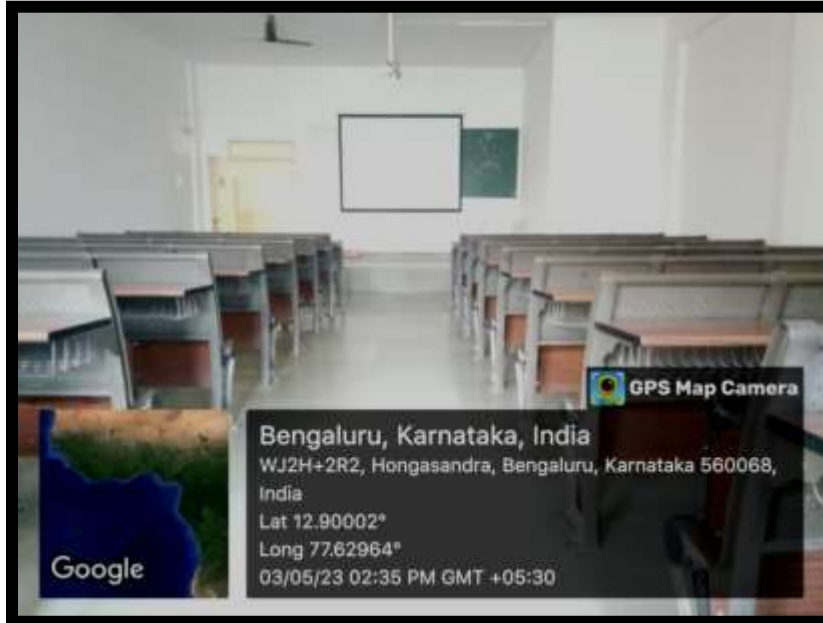 GPS Map Camera
Bengaluru, Karnataka, India
WJ2H+2R2, Hongasandra, Bengaluru, Karnataka 560068,
India
Lat 12.90002°
Long 77.62964°
03/05/23 02:35 PM GMT +05:30
Google